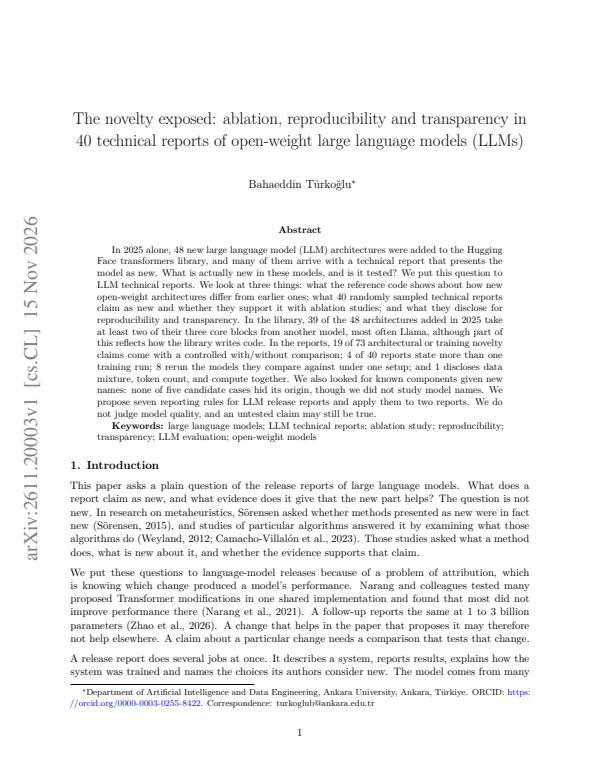 The novelty exposed: ablation, reproducibility and transparency in
40 technical reports of open-weight large language models (LLMs)
Bahaeddin Türkoğlu*
Abstract
In 2025 alone, 48 new large language model (LLM) architectures were added to the Hugging
Face transformers library, and many of them arrive with a technical report that presents the
model as new. What is actually new in these models, and is it tested? We put this question to
LLM technical reports. We look at three things: what the reference code shows about how new
open-weight architectures differ from earlier ones; what 40 randomly sampled technical reports
claim as new and whether they support it with ablation studies; and what they disclose for
reproducibility and transparency. In the library, 39 of the 48 architectures added in 2025 take
at least two of their three core blocks from another model, most often Llama, although part of
this reflects how the library writes code. In the reports, 19 of 73 architectural or training novelty
claims come with a controlled with/without comparison; 4 of 40 reports state more than one
training run; 8 rerun the models they compare against under one setup; and 1 discloses data
mixture, token count, and compute together. We also looked for known components given new
names: none of five candidate cases hid its origin, though we did not study model names. We
propose seven reporting rules for LLM release reports and apply them to two reports. We do
not judge model quality, and an untested claim may still be true.
Keywords: large language models; LLM technical reports; ablation study; reproducibility;
transparency; LLM evaluation; open-weight models
1. Introduction
This paper asks a plain question of the release reports of large language models. What does a
report claim as new, and what evidence does it give that the new part helps? The question is not
new. In research on metaheuristics, Sörensen asked whether methods presented as new were in fact
new (Sörensen, 2015), and studies of particular algorithms answered it by examining what those
algorithms do (Weyland, 2012; Camacho-Villalón et al., 2023). Those studies asked what a method
does, what is new about it, and whether the evidence supports that claim.
We put these questions to language-model releases because of a problem of attribution, which
is knowing which change produced a model's performance. Narang and colleagues tested many
proposed Transformer modifications in one shared implementation and found that most did not
improve performance there (Narang et al., 2021). A follow-up reports the same at 1 to 3 billion
parameters (Zhao et al., 2026). A change that helps in the paper that proposes it may therefore
not help elsewhere. A claim about a particular change needs a comparison that tests that change.
A release report does several jobs at once. It describes a system, reports results, explains how the
system was trained and names the choices its authors consider new. The model comes from many
*Department of Artificial Intelligence and Data Engineering, Ankara University, Ankara, Türkiye. ORCID: https:
//orcid.org/0000-0003-0255-8422. Correspondence: turkoglub@ankara.edu.tr
1
arXiv:2611.20003v1 [cs.CL] 15 Nov 2026